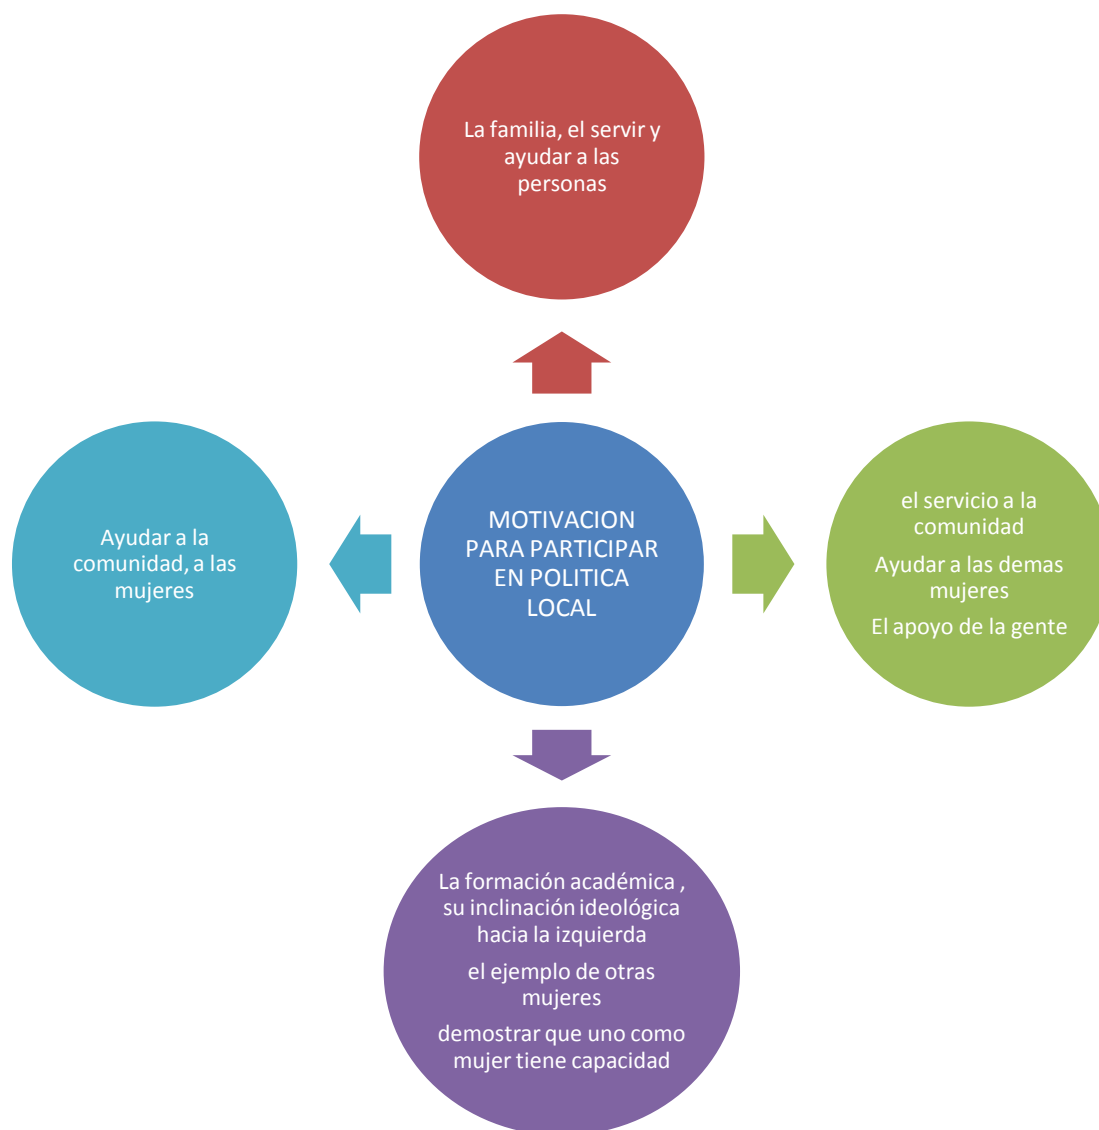 La familia, el servir y
ayudar a las
personas
Ayudar a la
comunidad, a las
mujeres
MOTIVACION
PARA PARTICIPAR
EN POLITICA
LOCAL
el servicio a la
comunidad
Ayudar a las demas
mujeres
El apoyo de la gente
La formación académica ,
su inclinación ideológica
hacia la izquierda
el ejemplo de otras
mujeres
demostrar que uno como
mujer tiene capacidad